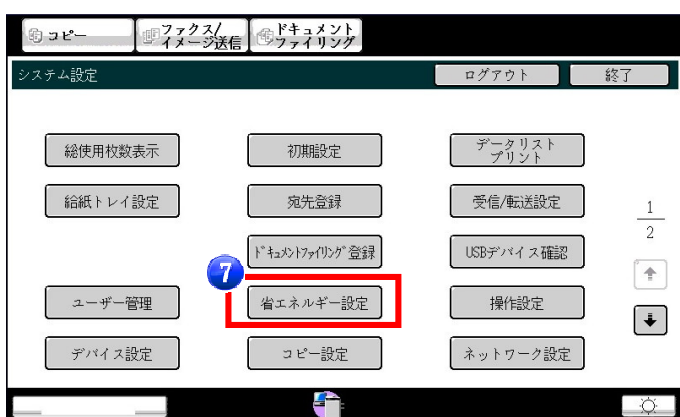 コピー
ファクス/
イメージ送信
ドキュメント
ファイリング
システム設定
ログアウト
終了
総使用枚数表示
初期設定
データリスト
プリント
給紙トレイ設定
宛先登録
受信/転送設定
1
2
ドキュメントファイリング登録
USBデバイス確認
7
ユーザー管理
省エネルギー設定
操作設定
デバイス設定
コピー設定
ネットワーク設定